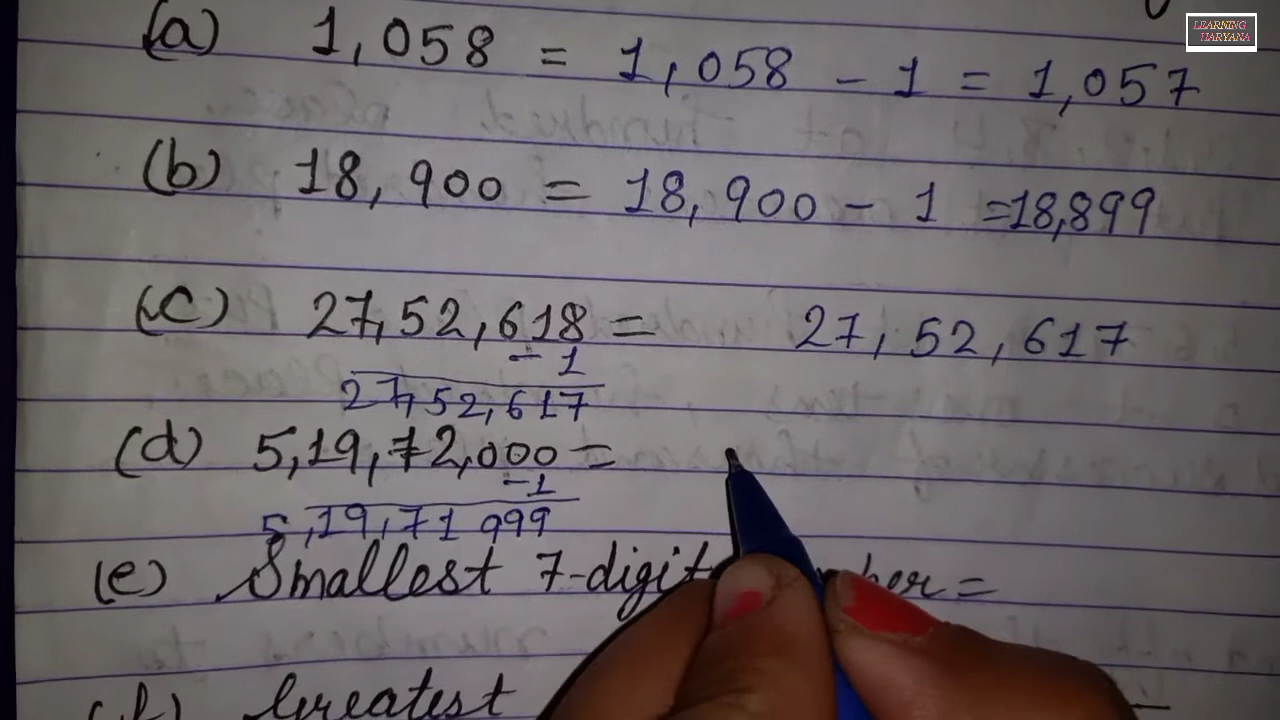 LEARNING
HARYANA
(a) 1,058 = 1,058 - 1 = 1,057
(b) 18,900 = 18,900 - 1 =18,899
(c) 27,52,618 = 27,52,617
- 1
27,52,617
(d) 5,19,72,000 =
-1
5,19,71 999
(e) Smallest 7-digit =
Greatest